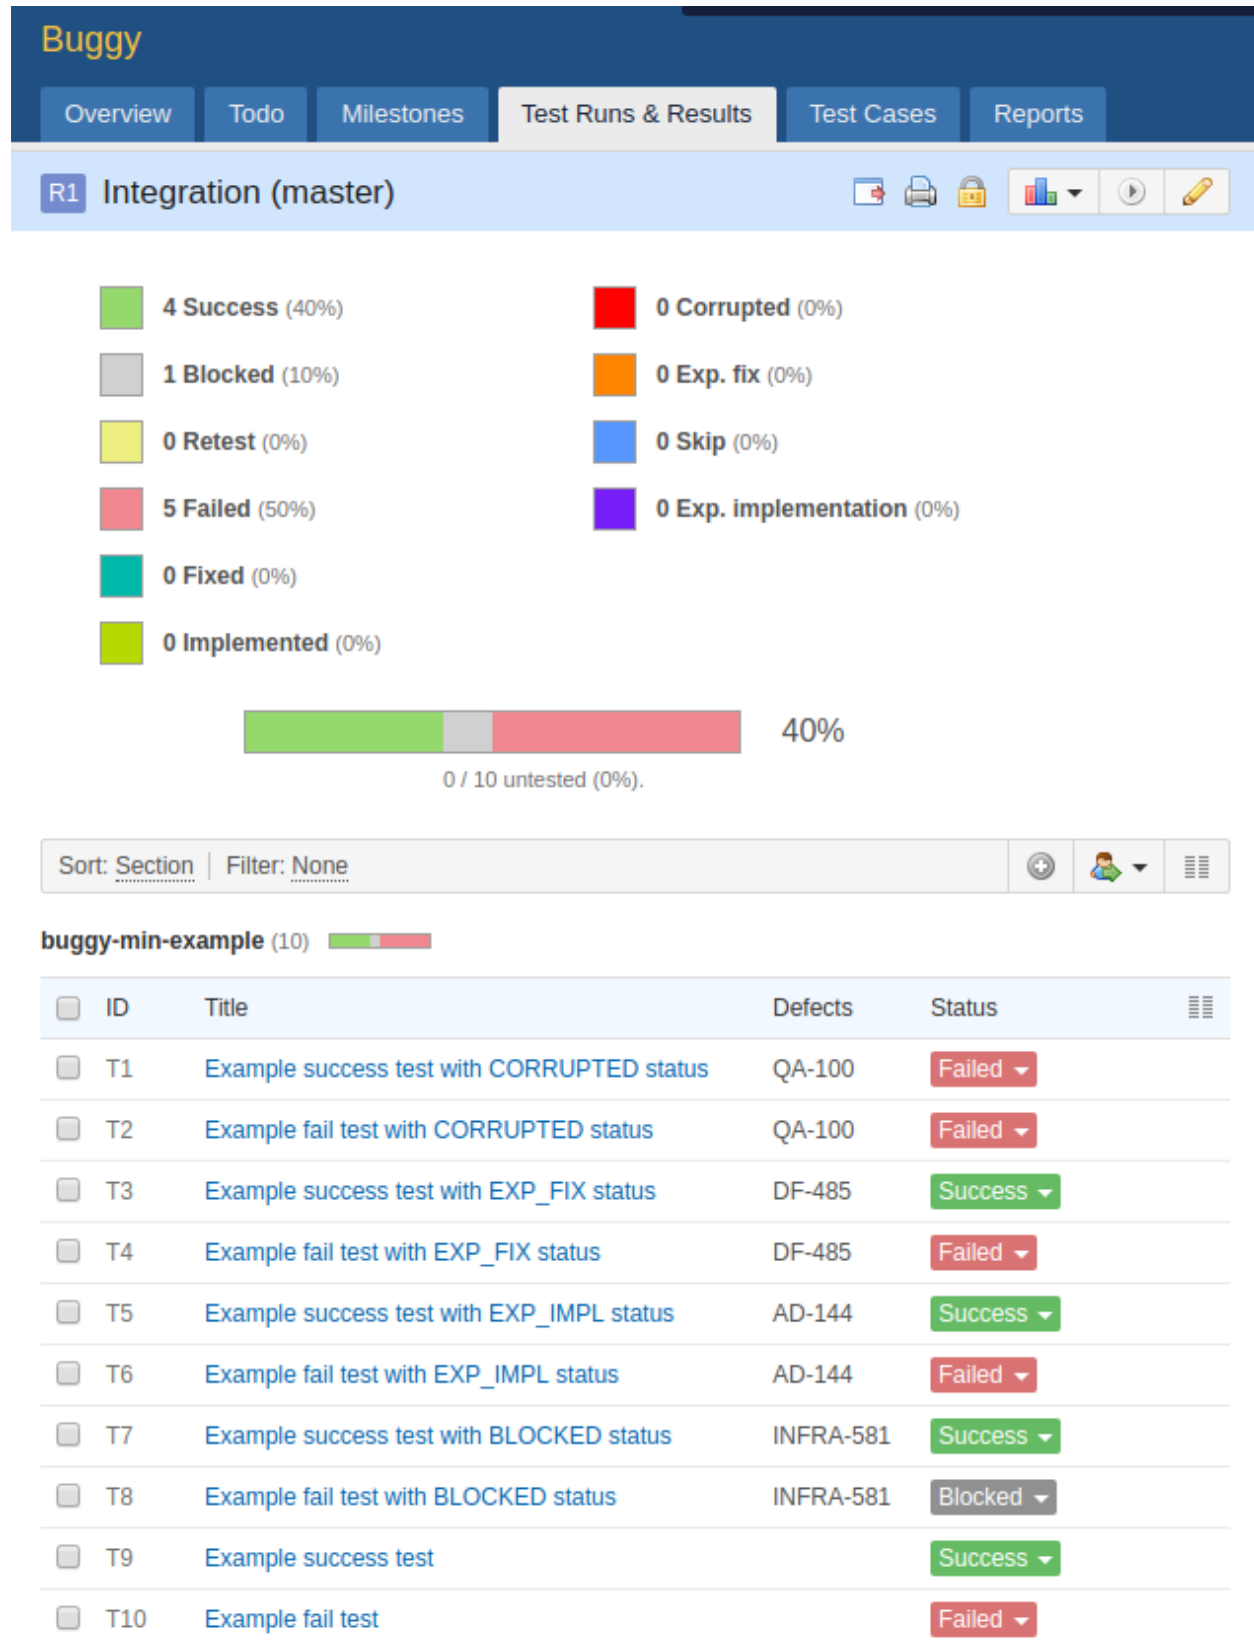 Buggy
Overview Todo Milestones Test Runs & Results Test Cases Reports
R1 Integration (master)
4 Success (40%) 0 Corrupted (0%)
1 Blocked (10%) 0 Exp. fix (0%)
0 Retest (0%) 0 Skip (0%)
5 Failed (50%) 0 Exp. implementation (0%)
0 Fixed (0%)
0 Implemented (0%)
40%
0 / 10 untested (0%).
Sort: Section Filter: None
buggy-min-example (10)
ID Title Defects Status
T1 Example success test with CORRUPTED status QA-100 Failed
T2 Example fail test with CORRUPTED status QA-100 Failed
T3 Example success test with EXP_FIX status DF-485 Success
T4 Example fail test with EXP_FIX status DF-485 Failed
T5 Example success test with EXP_IMPL status AD-144 Success
T6 Example fail test with EXP_IMPL status AD-144 Failed
T7 Example success test with BLOCKED status INFRA-581 Success
T8 Example fail test with BLOCKED status INFRA-581 Blocked
T9 Example success test Success
T10 Example fail test Failed